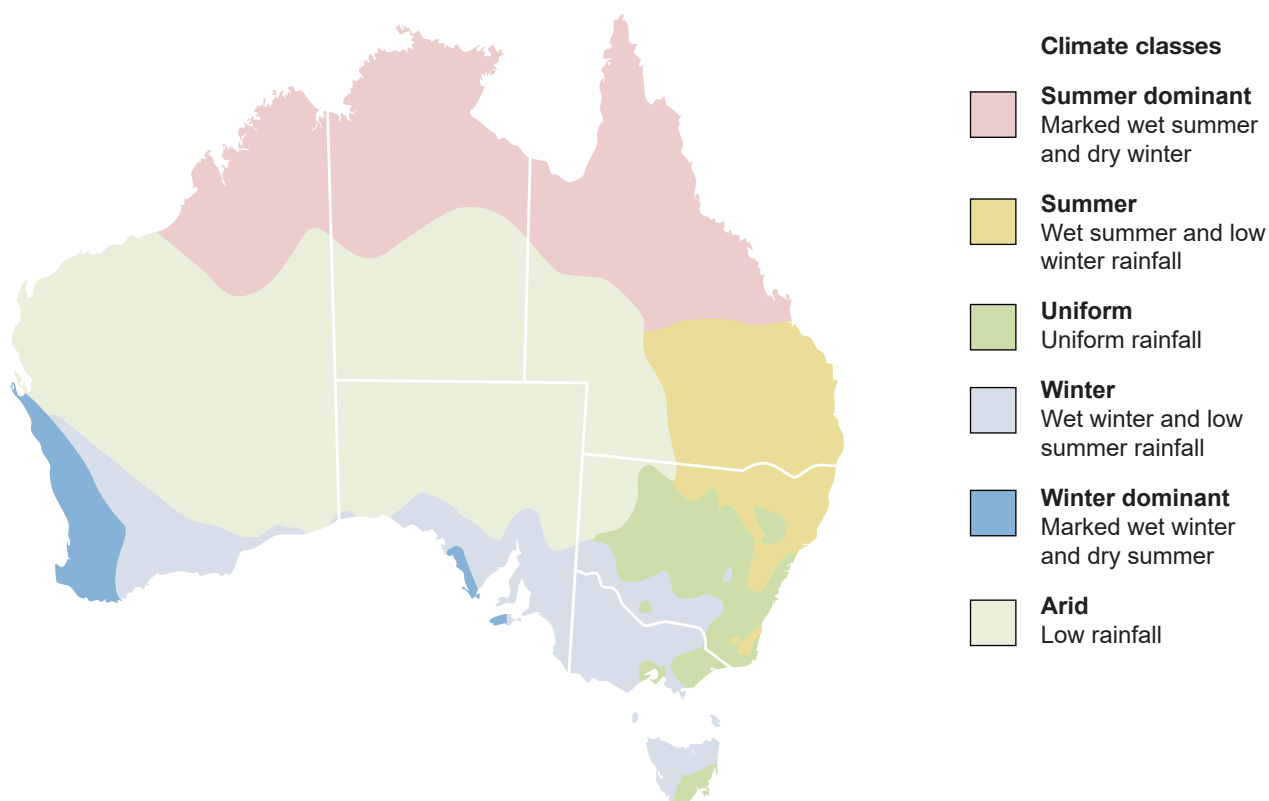 Climate classes
Summer dominant
Marked wet summer
and dry winter
Summer
Wet summer and low
winter rainfall
Uniform
Uniform rainfall
Winter
Wet winter and low
summer rainfall
Winter dominant
Marked wet winter
and dry summer
Arid
Low rainfall